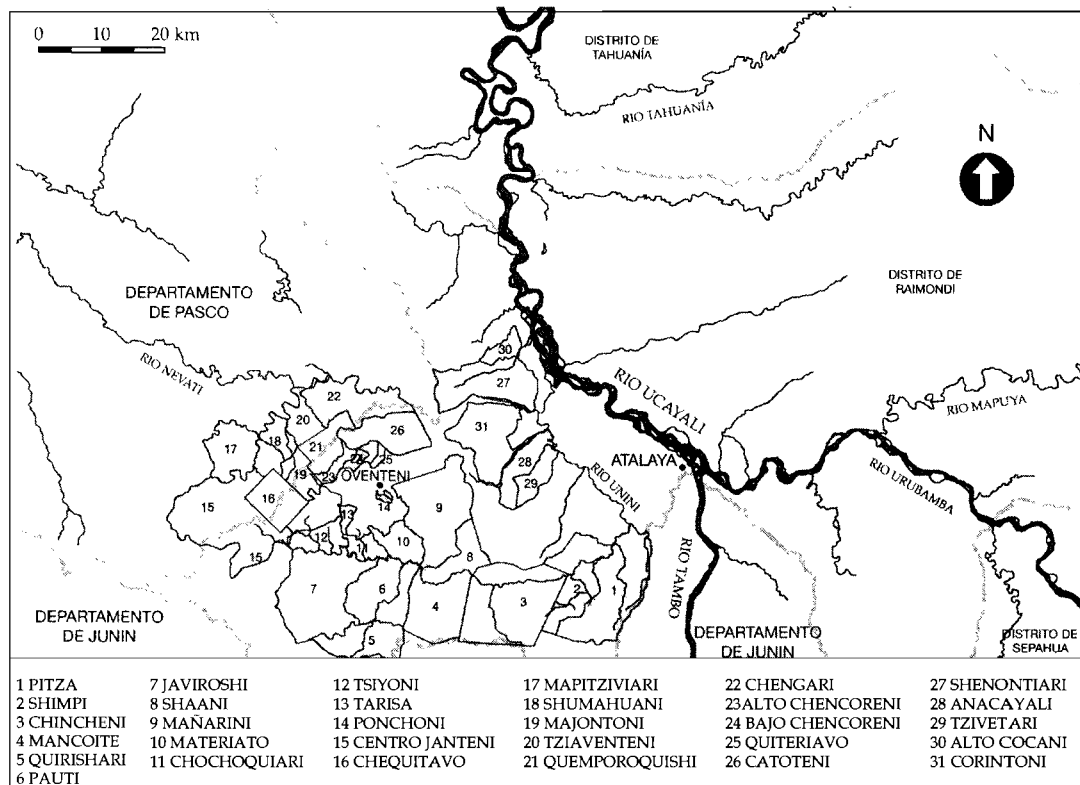 0 10 20 km
DISTRITO DE
TAHUANÍA
RIO TAHUANÍA
N
DISTRITO DE
RAIMONDI
DEPARTAMENTO
DE PASCO
RIO NEVATI
RIO UCAYALI
RIO MAPUYA
ATALAYA
RIO URUBAMBA
RIO UNINI
RIO TAMBO
OVENTENI
30
27
22
20
26
31
17
18
21
25
24
23
19
28
29
16
15
14
9
13
12
11
10
15
8
7
6
4
3
2
1
5
DEPARTAMENTO
DE JUNIN
DEPARTAMENTO
DE JUNIN
DISTRITO DE
SEPAHUA
1 PITZA
2 SHIMPI
3 CHINCHENI
4 MANCOITE
5 QUIRISHARI
6 PAUTI
7 JAVIROSHI
8 SHAANI
9 MAÑARINI
10 MATERIATO
11 CHOCHOQUIARI
12 TSIYONI
13 TARISA
14 PONCHONI
15 CENTRO JANTENI
16 CHEQUITAVO
17 MAPITZIVIARI
18 SHUMAHUANI
19 MAJONTONI
20 TZIAVENTENI
21 QUEMPOROQUISHI
22 CHENGARI
23ALTO CHENCORENI
24 BAJO CHENCORENI
25 QUITERIAVO
26 CATOTENI
27 SHENONTIARI
28 ANACAYALI
29 TZIVETARI
30 ALTO COCANI
31 CORINTONI